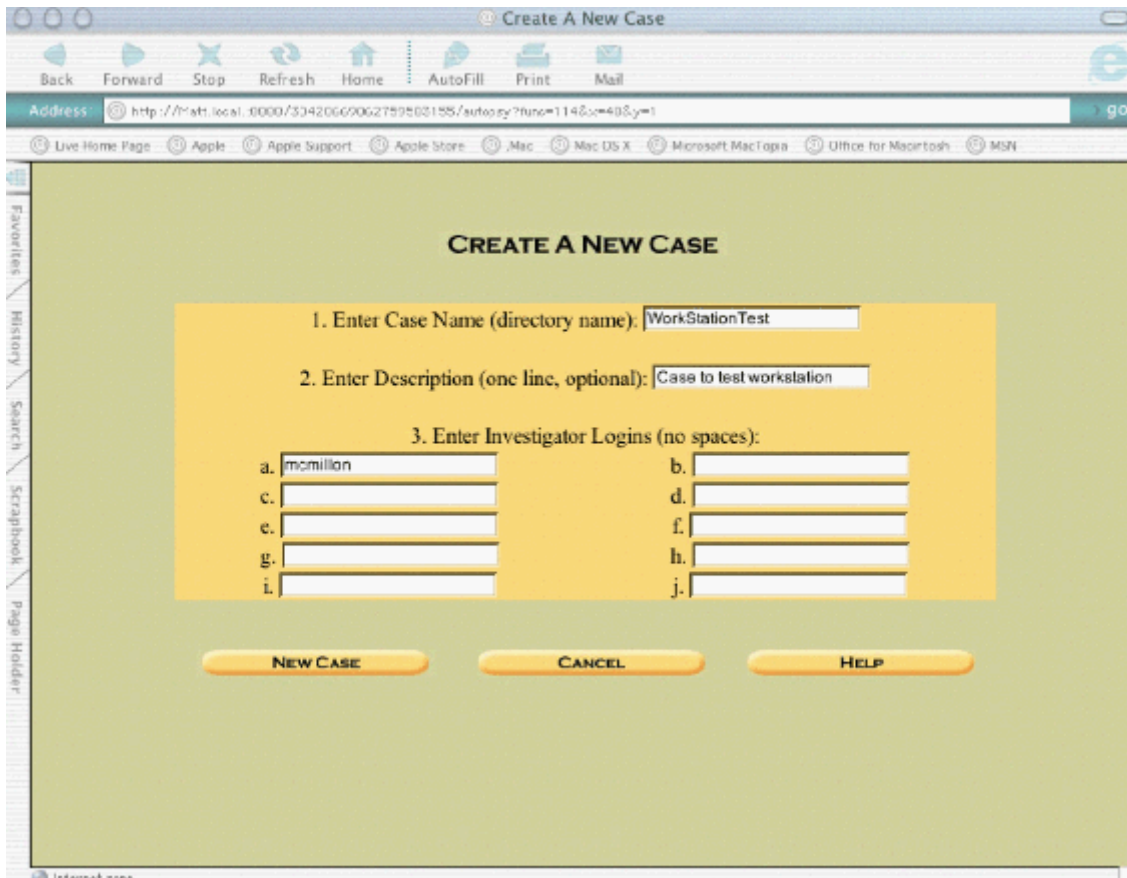 Create A New Case
Back Forward Stop Refresh Home AutoFill Print Mail
Address:
go
Live Home Page Apple Apple Support Apple Store .Mac Mac OS X Microsoft MacTopia Office for Macintosh MSN
Favorites
History
Search
Scrapbook
Page Holder
CREATE A NEW CASE
1. Enter Case Name (directory name): WorkStationTest
2. Enter Description (one line, optional): Case to test workstation
3. Enter Investigator Logins (no spaces):
a. mcmillon b.
c. d.
e. f.
g. h.
i. j.
NEW CASE CANCEL HELP